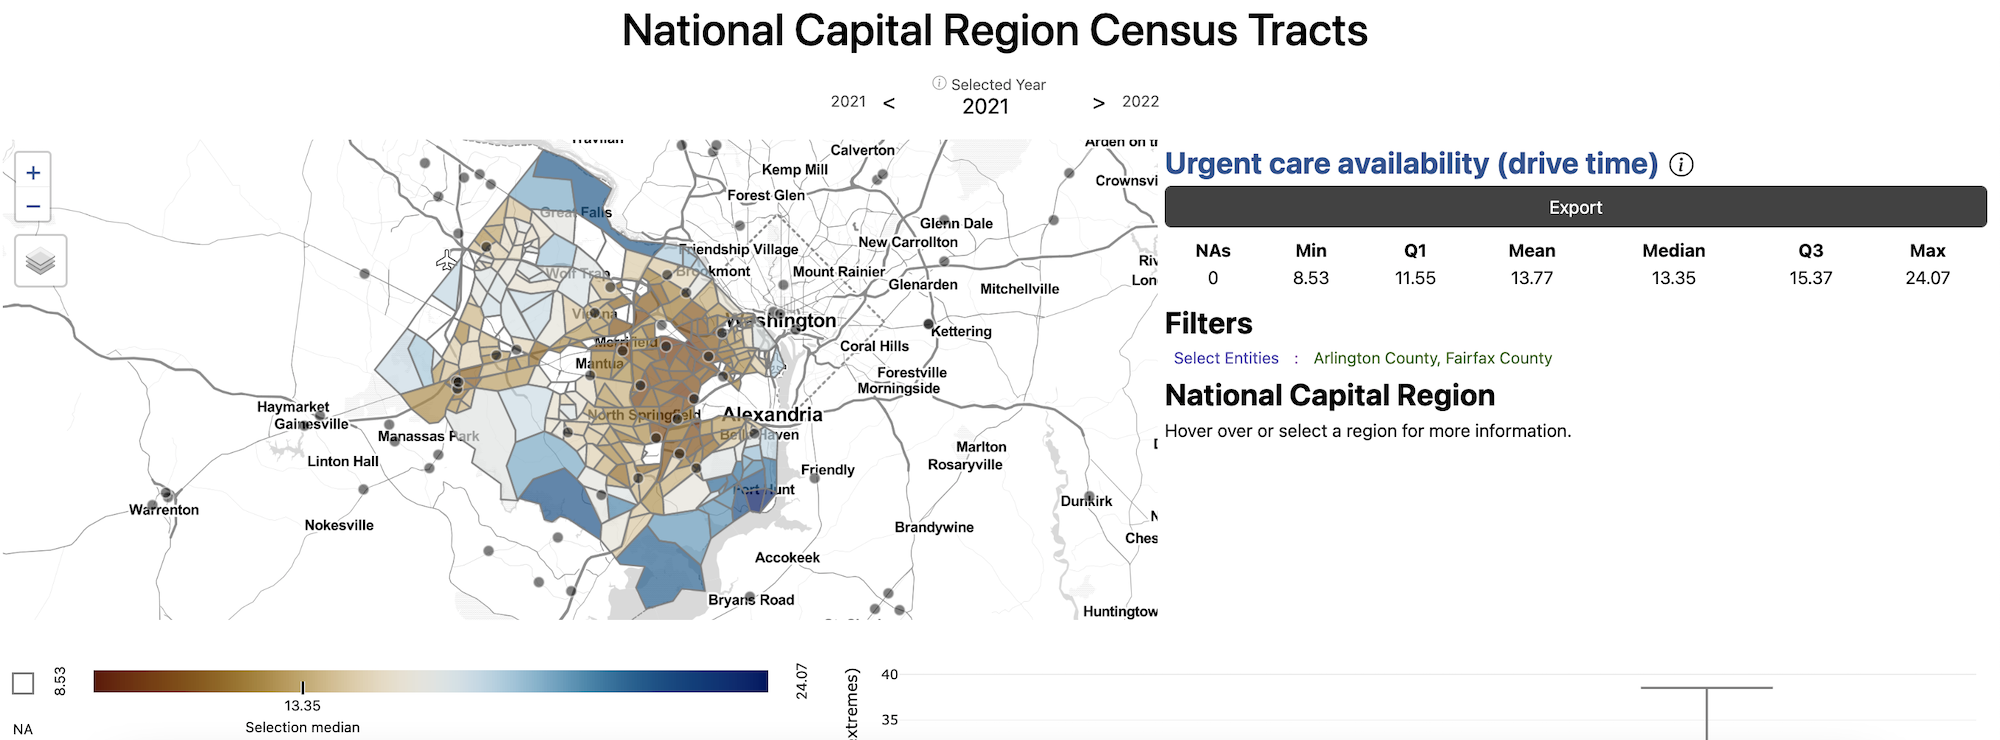 National Capital Region Census Tracts
Selected Year
2021 < 2021 > 2022
+
−
Calverton
Arden on t
Kemp Mill
Crownsvi
Forest Glen
Great Falls
Glenn Dale
New Carrollton
Friendship Village
Wolf Trap
Brookmont
Mount Rainier
Riv
Lon
Glenarden
Mitchellville
Vienna
Washington
Kettering
Merrifield
Coral Hills
Mantua
Forestville
Morningside
Haymarket
Gainesville
North Springfield
Alexandria
Manassas Park
Belle Haven
Marlton
Linton Hall
Rosaryville
Friendly
Fort Hunt
Warrenton
Dunkirk
Nokesville
Brandywine
Ches
Accokeek
Bryans Road
Huntingtow
Urgent care availability (drive time)
Export
NAs Min Q1 Mean Median Q3 Max
0 8.53 11.55 13.77 13.35 15.37 24.07
Filters
Select Entities : Arlington County, Fairfax County
National Capital Region
Hover over or select a region for more information.
NA
8.53
13.35
Selection median
24.07
extremes)
40
35